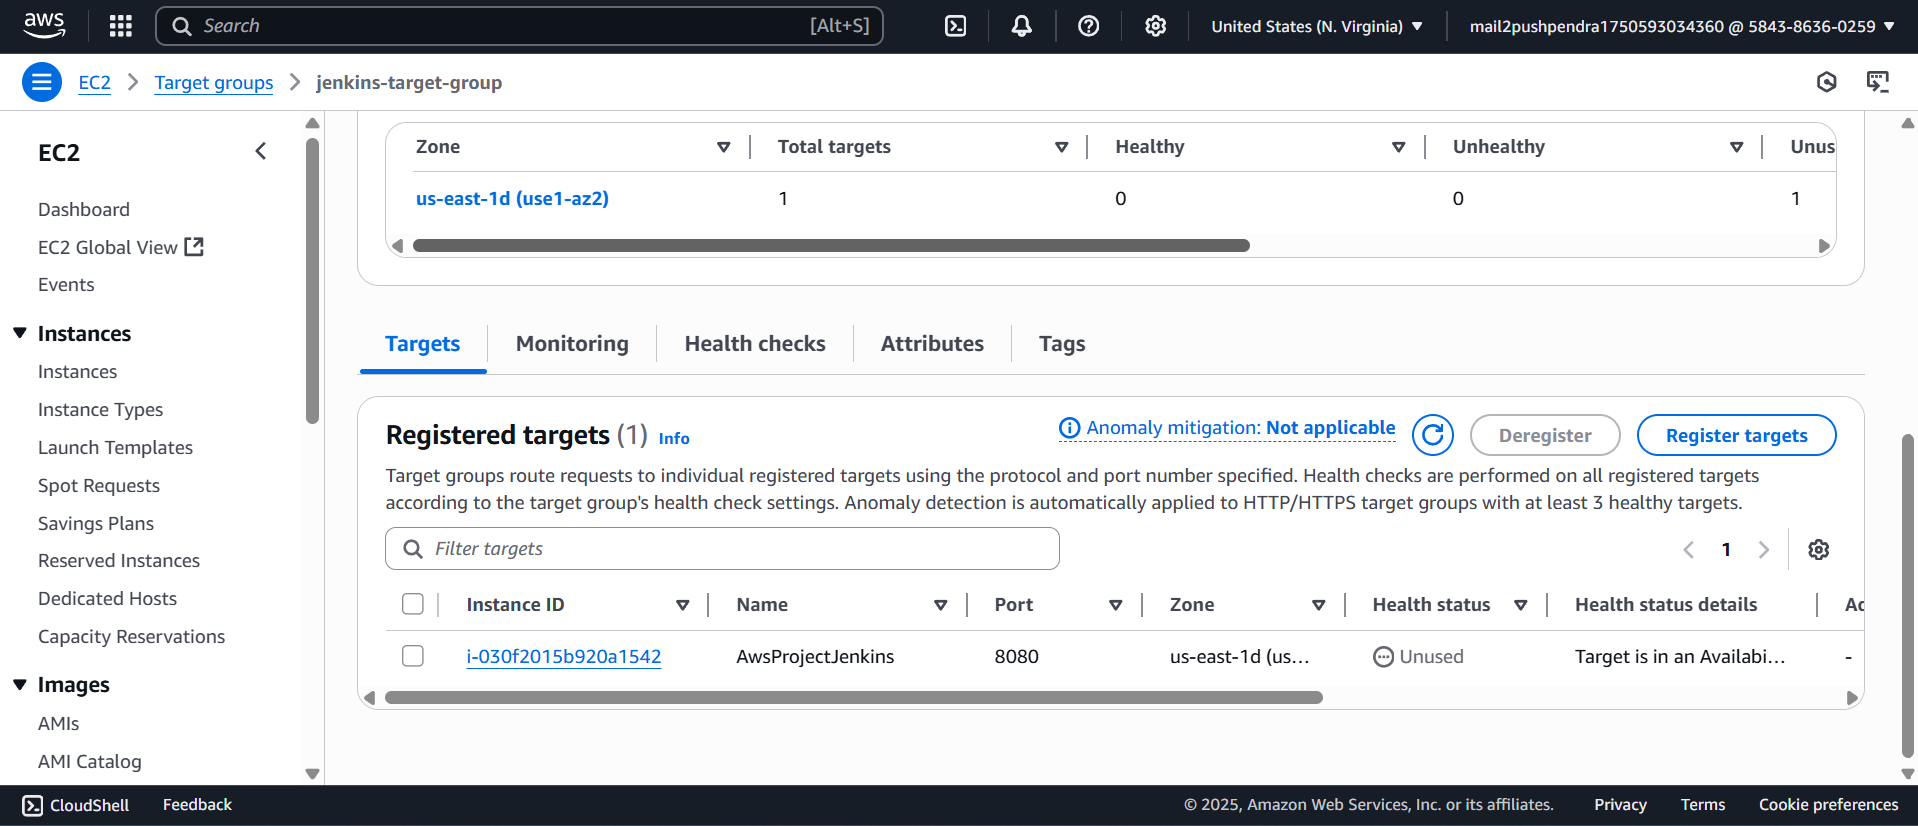 aws
Search
[Alt+S]
United States (N. Virginia)
mail2pushpendra1750593034360 @ 5843-8636-0259
EC2
Target groups
jenkins-target-group
EC2
Dashboard
EC2 Global View
Events
Instances
Instances
Instance Types
Launch Templates
Spot Requests
Savings Plans
Reserved Instances
Dedicated Hosts
Capacity Reservations
Images
AMIs
AMI Catalog
Zone Total targets Healthy Unhealthy Unus
us-east-1d (use1-az2) 1 0 0 1
Targets Monitoring Health checks Attributes Tags
Registered targets (1) Info
Anomaly mitigation: Not applicable
Deregister
Register targets
Target groups route requests to individual registered targets using the protocol and port number specified. Health checks are performed on all registered targets
according to the target group's health check settings. Anomaly detection is automatically applied to HTTP/HTTPS target groups with at least 3 healthy targets.
Filter targets
1
Instance ID Name Port Zone Health status Health status details Ac
i-030f2015b920a1542 AwsProjectJenkins 8080 us-east-1d (us... Unused Target is in an Availabi... -
CloudShell Feedback © 2025, Amazon Web Services, Inc. or its affiliates. Privacy Terms Cookie preferences